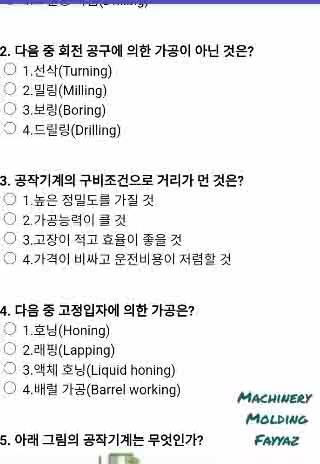 2. 다음 중 회전 공구에 의한 가공이 아닌 것은?
1.선삭(Turning)
2.밀링(Milling)
3.보링(Boring)
4.드릴링(Drilling)
3. 공작기계의 구비조건으로 거리가 먼 것은?
1.높은 정밀도를 가질 것
2.가공능력이 클 것
3.고장이 적고 효율이 좋을 것
4.가격이 비싸고 운전비용이 저렴할 것
4. 다음 중 고정입자에 의한 가공은?
1.호닝(Honing)
2.래핑(Lapping)
3.액체 호닝(Liquid honing)
4.배럴 가공(Barrel working)
MACHINERY
MOLDING
FAYYAZ
5. 아래 그림의 공작기계는 무엇인가?